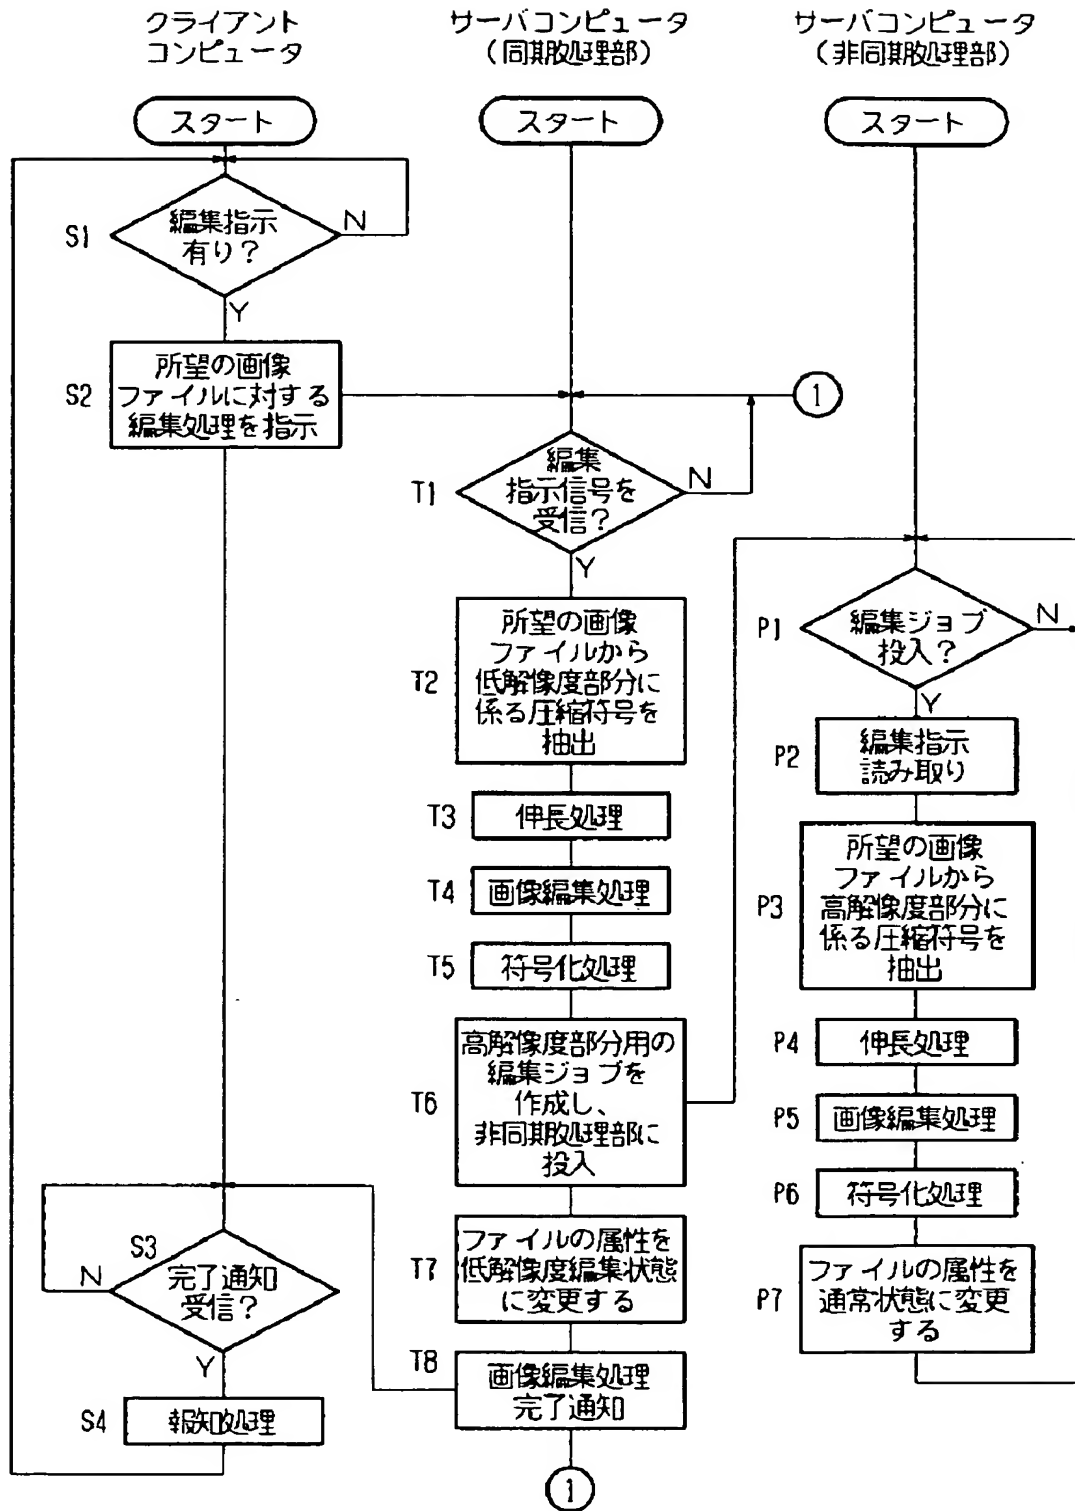 クライアント
コンピュータ
サーバコンピュータ
(同期処理部)
サーバコンピュータ
(非同期処理部)
スタート
スタート
スタート
S1
編集指示
有り?
N
Y
S2
所望の画像
ファイルに対する
編集処理を指示
1
T1
編集
指示信号を
受信?
N
Y
T2
所望の画像
ファイルから
低解像度部分に
係る圧縮符号を
抽出
T3
伸長処理
T4
画像編集処理
T5
符号化処理
T6
高解像度部分用の
編集ジョブを
作成し、
非同期処理部に
投入
T7
ファイルの属性を
低解像度編集状態
に変更する
T8
画像編集処理
完了通知
1
P1
編集ジョブ
投入?
N
Y
P2
編集指示
読み取り
P3
所望の画像
ファイルから
高解像度部分に
係る圧縮符号を
抽出
P4
伸長処理
P5
画像編集処理
P6
符号化処理
P7
ファイルの属性を
通常状態に変更
する
S3
完了通知
受信?
N
Y
S4
報知処理